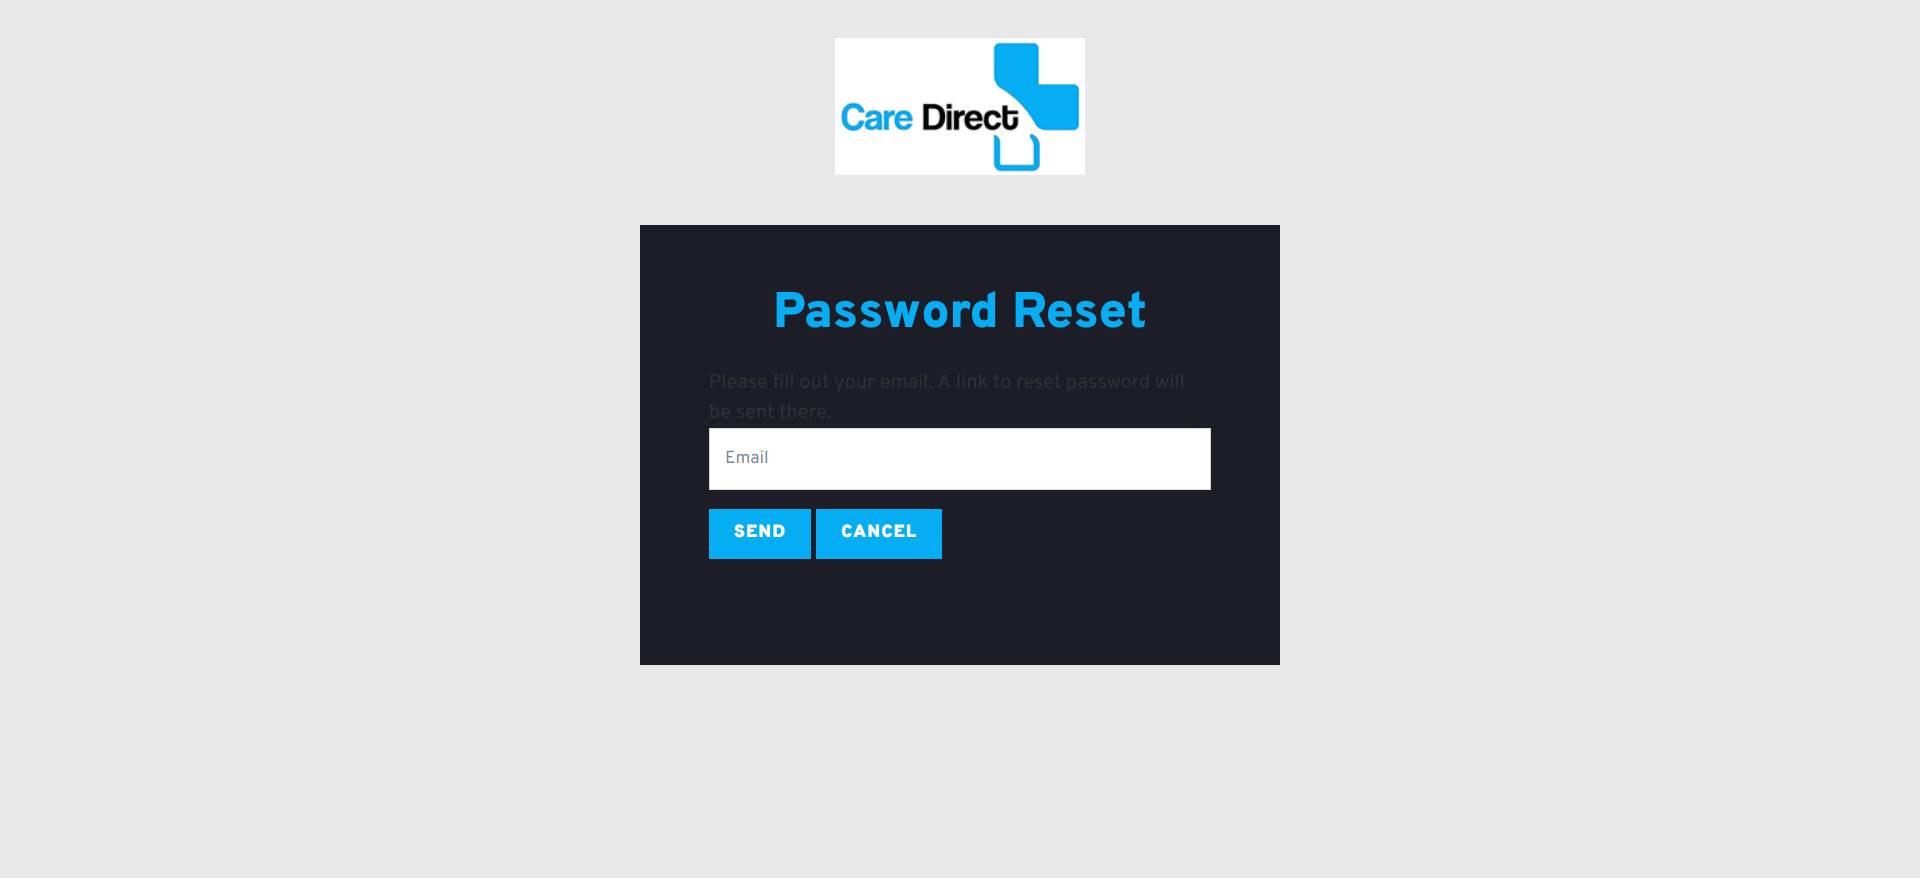 Care Direct
Password Reset
Please fill out your email. A link to reset password will
be sent there.
Email
SEND CANCEL